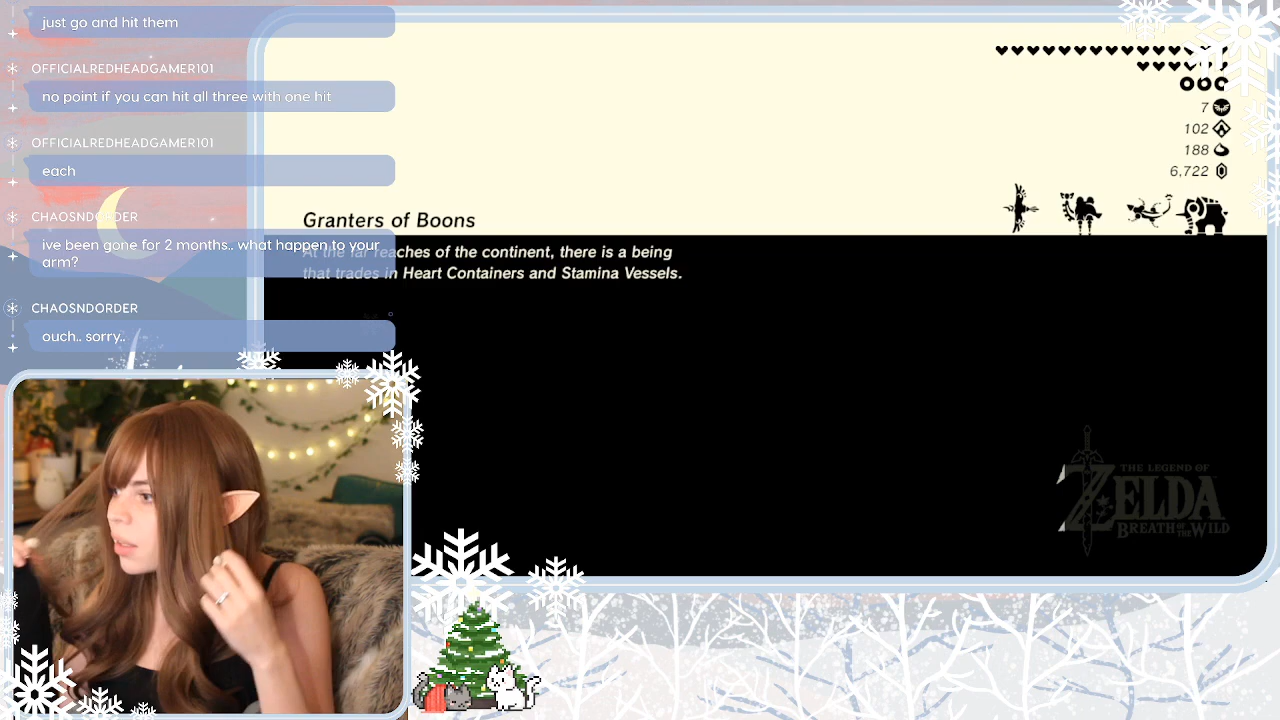 just go and hit them
OFFICIALREDHEADGAMER101
no point if you can hit all three with one hit
OFFICIALREDHEADGAMER101
each
CHAOSNDORDER
ive been gone for 2 months.. what happen to your
arm?
CHAOSNDORDER
ouch.. sorry..
7
102
188
6,722
Granters of Boons
At the far reaches of the continent, there is a being
that trades in Heart Containers and Stamina Vessels.
THE LEGEND OF
ZELDA
BREATH OF THE WILD